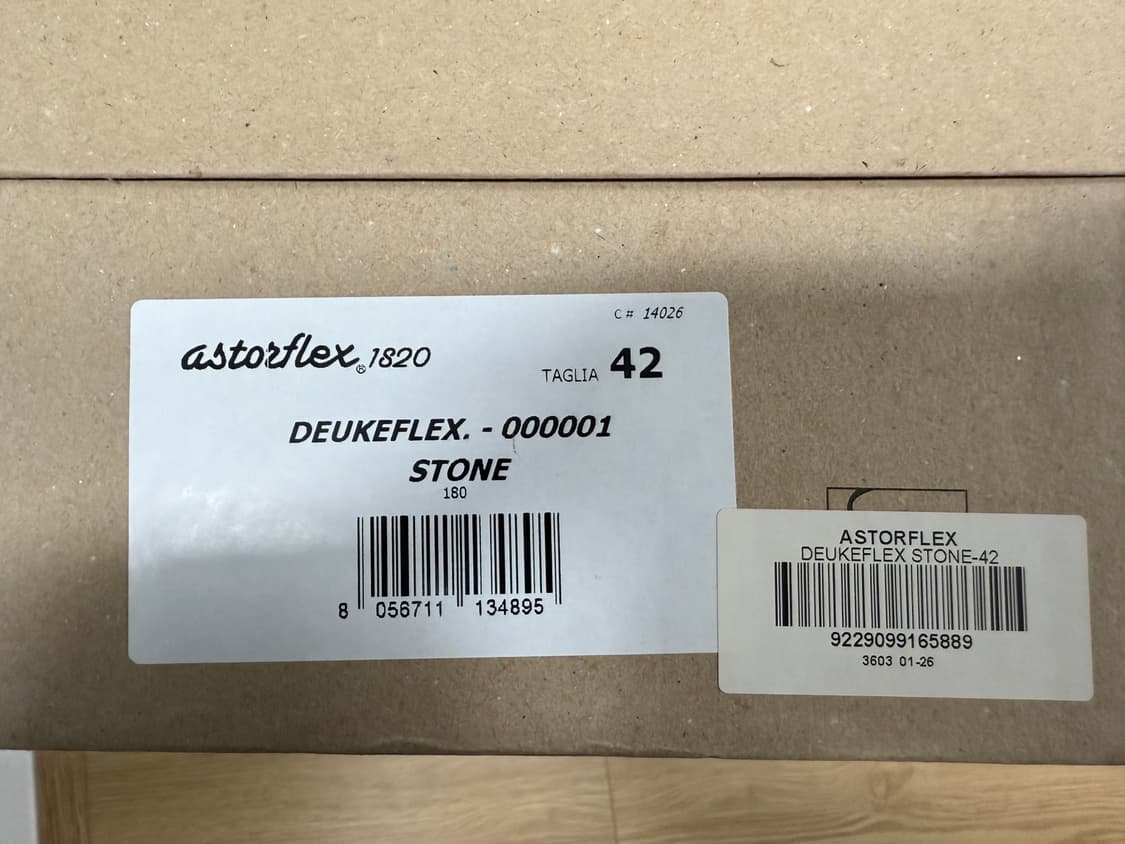 C# 14026
astorflex® 1820
TAGLIA 42
DEUKEFLEX. - 000001
STONE
180
8 056711 134895
ASTORFLEX
DEUKEFLEX STONE-42
9229099165889
3603 01-26